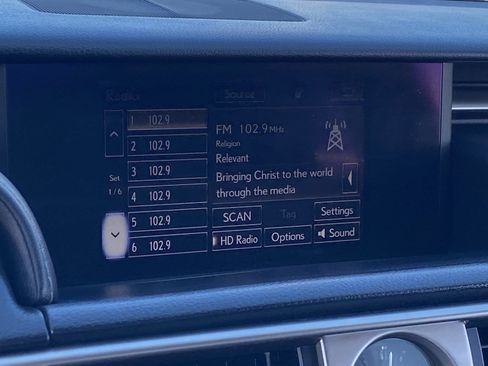 Radio
Source
1 102.9
2 102.9
3 102.9
4 102.9
5 102.9
6 102.9
Set
1/6
FM 102.9 MHz
Religion
Relevant
Bringing Christ to the world
through the media
SCAN
Tag
Settings
HD Radio
Options
Sound